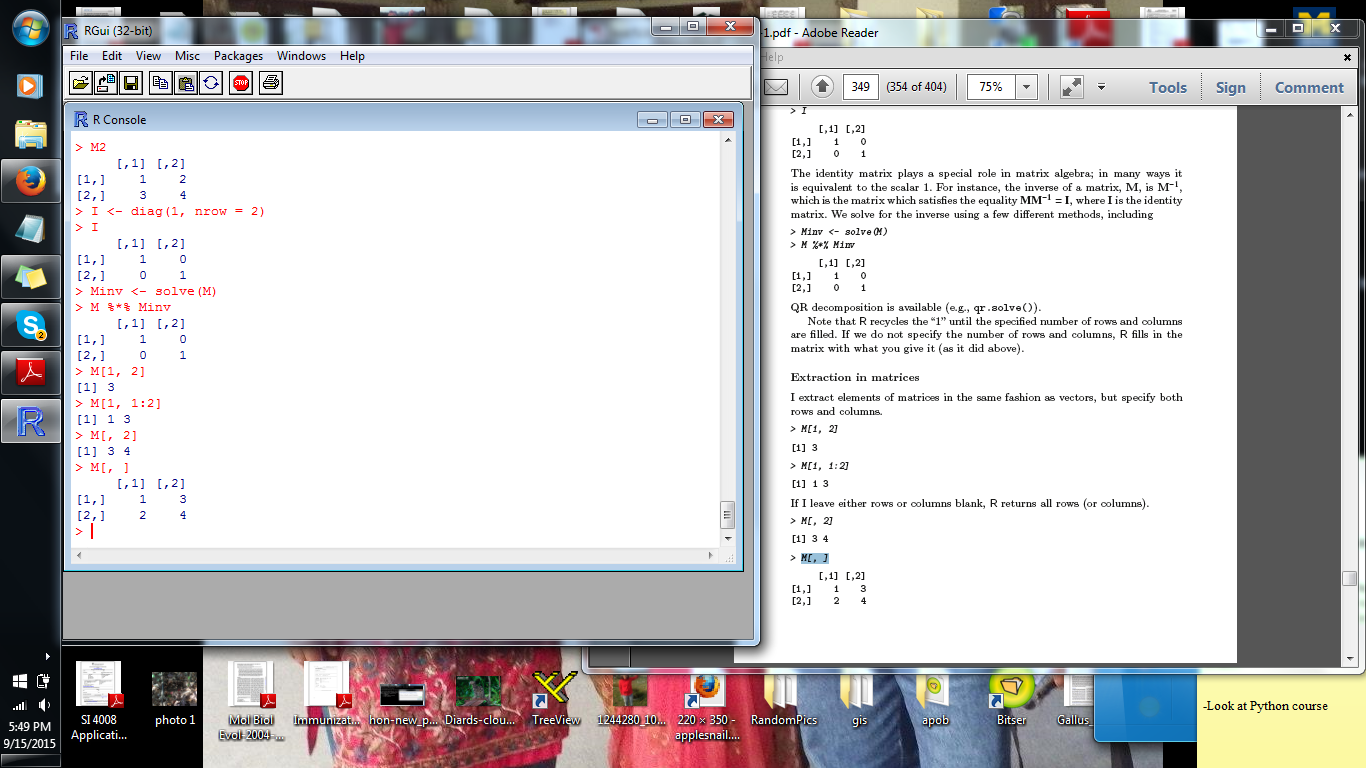 RGui (32-bit)
File Edit View Misc Packages Windows Help
STOP
R Console
> M2
[,1] [,2]
[1,] 1 2
[2,] 3 4
> I <- diag(1, nrow = 2)
> I
[,1] [,2]
[1,] 1 0
[2,] 0 1
> Minv <- solve(M)
> M %*% Minv
[,1] [,2]
[1,] 1 0
[2,] 0 1
> M[1, 2]
[1] 3
> M[1, 1:2]
[1] 1 3
> M[, 2]
[1] 3 4
> M[, ]
[,1] [,2]
[1,] 1 3
[2,] 2 4
>
-1.pdf - Adobe Reader
Help
349 (354 of 404) 75% Tools Sign Comment
> I
[,1] [,2]
[1,] 1 0
[2,] 0 1
The identity matrix plays a special role in matrix algebra; in many ways it
is equivalent to the scalar 1. For instance, the inverse of a matrix, M, is M⁻¹,
which is the matrix which satisfies the equality MM⁻¹ = I, where I is the identity
matrix. We solve for the inverse using a few different methods, including
> Minv <- solve(M)
> M %*% Minv
[,1] [,2]
[1,] 1 0
[2,] 0 1
QR decomposition is available (e.g., qr.solve()).
Note that R recycles the “1” until the specified number of rows and columns
are filled. If we do not specify the number of rows and columns, R fills in the
matrix with what you give it (as it did above).
Extraction in matrices
I extract elements of matrices in the same fashion as vectors, but specify both
rows and columns.
> M[1, 2]
[1] 3
> M[1, 1:2]
[1] 1 3
If I leave either rows or columns blank, R returns all rows (or columns).
> M[, 2]
[1] 3 4
> M[, ]
[,1] [,2]
[1,] 1 3
[2,] 2 4
5:49 PM
9/15/2015
SI 4008
Applicati...
photo 1
Mol Biol
Evol-2004-...
Immunizat...
hon-new_p...
Diards-clou...
TreeView
1244280_10...
220 × 350 -
applesnail....
RandomPics
gis
apob
Bitser
Gallus_
-Look at Python course